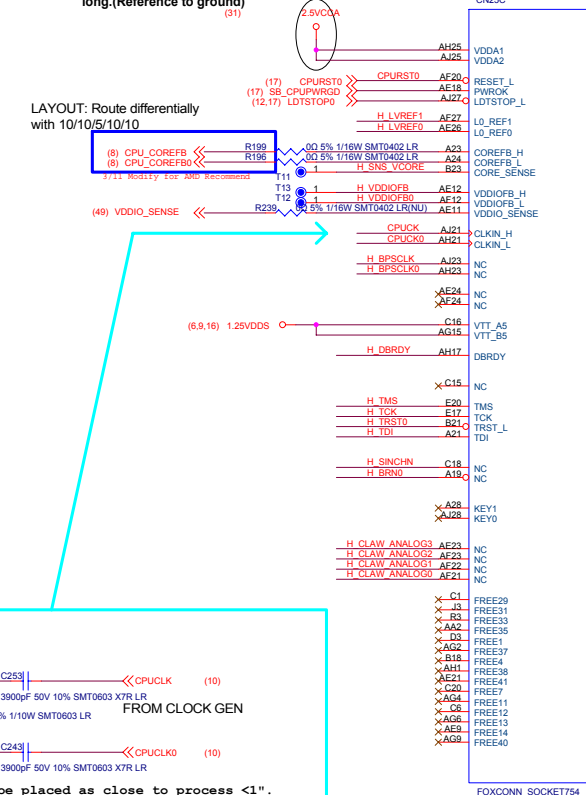 long.(Reference to ground)
(31)
2.5VCCA
CN23C
AH25 VDDA1
AJ25 VDDA2
(17) CPURST0 CPURST0 AF20 RESET_L
(17) SB_CPUPWRGD AE18 PWROK
(12,17) LDTSTOP0 AJ27 LDTSTOP_L
H_LVREF1 AF27 L0_REF1
H_LVREF0 AE26 L0_REF0
LAYOUT: Route differentially
with 10/10/5/10/10
(8) CPU_COREFB R199 0Ω 5% 1/16W SMT0402 LR A23 COREFB_H
(8) CPU_COREFB0 R196 0Ω 5% 1/16W SMT0402 LR A24 COREFB_L
3/11 Modify for AMD Recommend
T11 1 H_SNS_VCORE B23 CORE_SENSE
T13 1 H_VDDIOFB AE12 VDDIOFB_H
T12 1 H_VDDIOFB0 AF12 VDDIOFB_L
(49) VDDIO_SENSE R239 0Ω 5% 1/16W SMT0402 LR(NU) AE11 VDDIO_SENSE
CPUCK AJ21 CLKIN_H
CPUCK0 AH21 CLKIN_L
H_BPSCLK AJ23 NC
H_BPSCLK0 AH23 NC
AE24 NC
AF24 NC
(6,9,16) 1.25VDDS C16 VTT_A5
AG15 VTT_B5
H_DBRDY AH17 DBRDY
C15 NC
H_TMS E20 TMS
H_TCK E17 TCK
H_TRST0 B21 TRST_L
H_TDI A21 TDI
H_SINCHN C18 NC
H_BRN0 A19 NC
A28 KEY1
AJ28 KEY0
H_CLAW_ANALOG3 AE23 NC
H_CLAW_ANALOG2 AF23 NC
H_CLAW_ANALOG1 AF22 NC
H_CLAW_ANALOG0 AF21 NC
C1 FREE29
J3 FREE31
R3 FREE33
AA2 FREE35
D3 FREE1
AG2 FREE37
B18 FREE4
AH1 FREE38
AE21 FREE41
C20 FREE7
AG4 FREE11
C6 FREE12
AG6 FREE13
AE9 FREE14
AG9 FREE40
C253 CPUCLK (10)
3900pF 50V 10% SMT0603 X7R LR
FROM CLOCK GEN
% 1/10W SMT0603 LR
C243 CPUCLK0 (10)
3900pF 50V 10% SMT0603 X7R LR
be placed as close to process <1".
FOXCONN SOCKET754